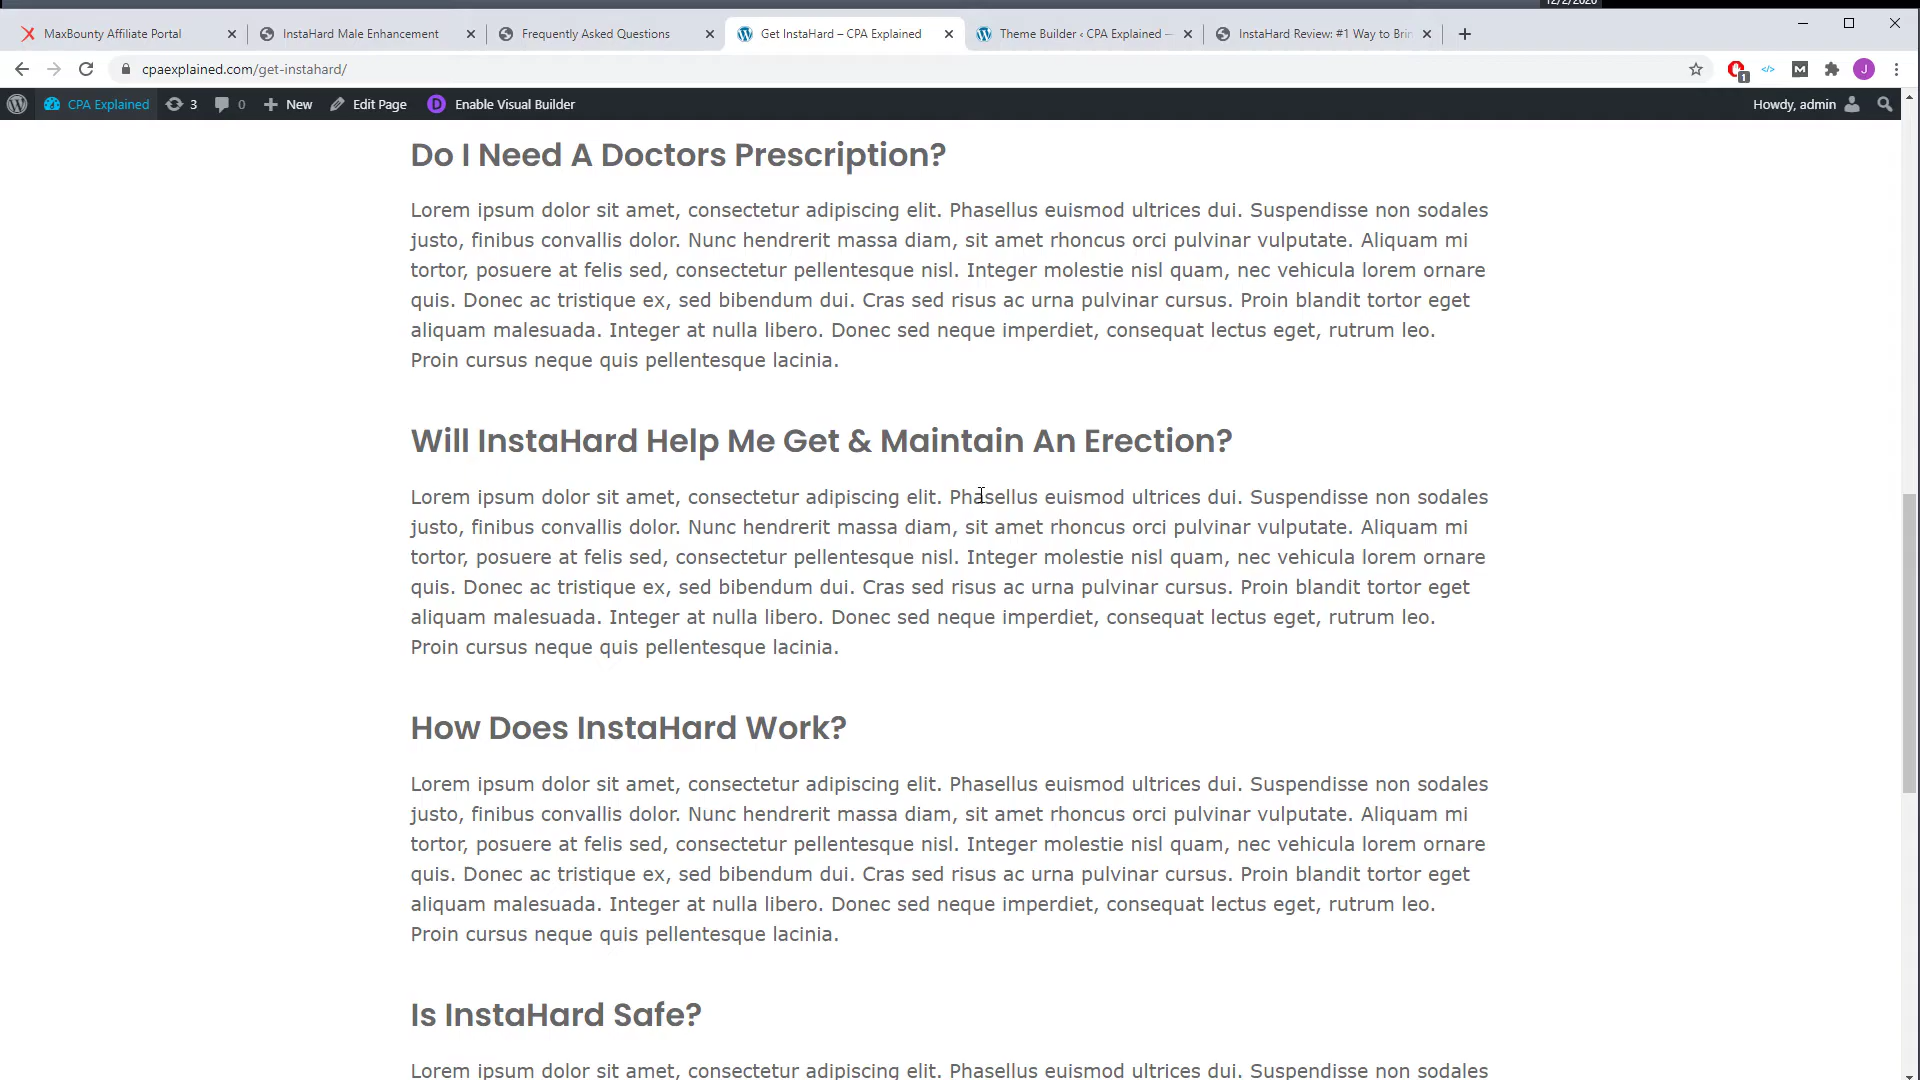 12/2/2020
MaxBounty Affiliate Portal
InstaHard Male Enhancement
Frequently Asked Questions
Get InstaHard – CPA Explained
Theme Builder ‹ CPA Explained —
InstaHard Review: #1 Way to Brin
cpaexplained.com/get-instahard/
1
J
CPA Explained
3
0
New
Edit Page
D
Enable Visual Builder
Howdy, admin
Do I Need A Doctors Prescription?
Lorem ipsum dolor sit amet, consectetur adipiscing elit. Phasellus euismod ultrices dui. Suspendisse non sodales
justo, finibus convallis dolor. Nunc hendrerit massa diam, sit amet rhoncus orci pulvinar vulputate. Aliquam mi
tortor, posuere at felis sed, consectetur pellentesque nisl. Integer molestie nisl quam, nec vehicula lorem ornare
quis. Donec ac tristique ex, sed bibendum dui. Cras sed risus ac urna pulvinar cursus. Proin blandit tortor eget
aliquam malesuada. Integer at nulla libero. Donec sed neque imperdiet, consequat lectus eget, rutrum leo.
Proin cursus neque quis pellentesque lacinia.
Will InstaHard Help Me Get & Maintain An Erection?
Lorem ipsum dolor sit amet, consectetur adipiscing elit. Phasellus euismod ultrices dui. Suspendisse non sodales
justo, finibus convallis dolor. Nunc hendrerit massa diam, sit amet rhoncus orci pulvinar vulputate. Aliquam mi
tortor, posuere at felis sed, consectetur pellentesque nisl. Integer molestie nisl quam, nec vehicula lorem ornare
quis. Donec ac tristique ex, sed bibendum dui. Cras sed risus ac urna pulvinar cursus. Proin blandit tortor eget
aliquam malesuada. Integer at nulla libero. Donec sed neque imperdiet, consequat lectus eget, rutrum leo.
Proin cursus neque quis pellentesque lacinia.
How Does InstaHard Work?
Lorem ipsum dolor sit amet, consectetur adipiscing elit. Phasellus euismod ultrices dui. Suspendisse non sodales
justo, finibus convallis dolor. Nunc hendrerit massa diam, sit amet rhoncus orci pulvinar vulputate. Aliquam mi
tortor, posuere at felis sed, consectetur pellentesque nisl. Integer molestie nisl quam, nec vehicula lorem ornare
quis. Donec ac tristique ex, sed bibendum dui. Cras sed risus ac urna pulvinar cursus. Proin blandit tortor eget
aliquam malesuada. Integer at nulla libero. Donec sed neque imperdiet, consequat lectus eget, rutrum leo.
Proin cursus neque quis pellentesque lacinia.
Is InstaHard Safe?
Lorem ipsum dolor sit amet, consectetur adipiscing elit. Phasellus euismod ultrices dui. Suspendisse non sodales